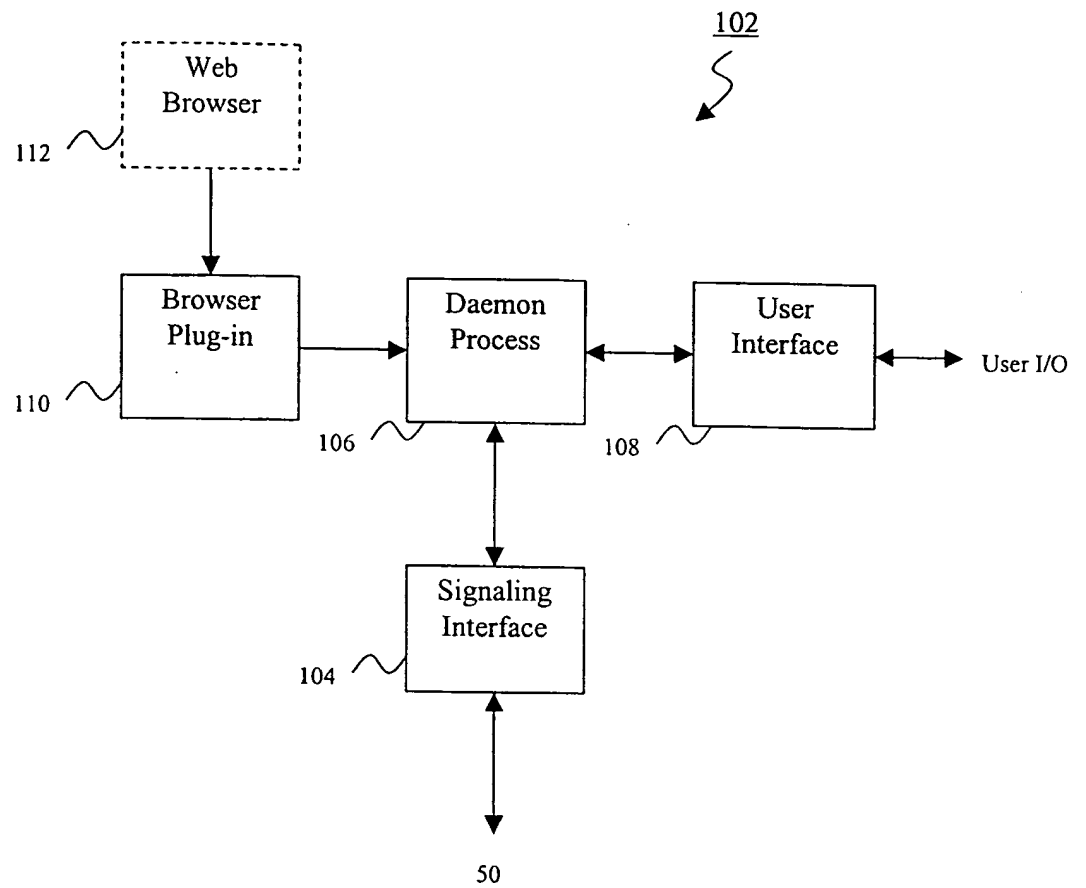 102
Web
Browser
112
Browser
Plug-in
110
Daemon
Process
106
User
Interface
108
User I/O
Signaling
Interface
104
50